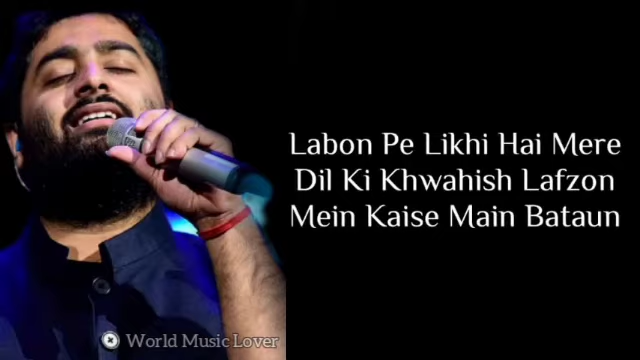 Labon Pe Likhi Hai Mere
Dil Ki Khwahish Lafzon
Mein Kaise Main Bataun
World Music Lover